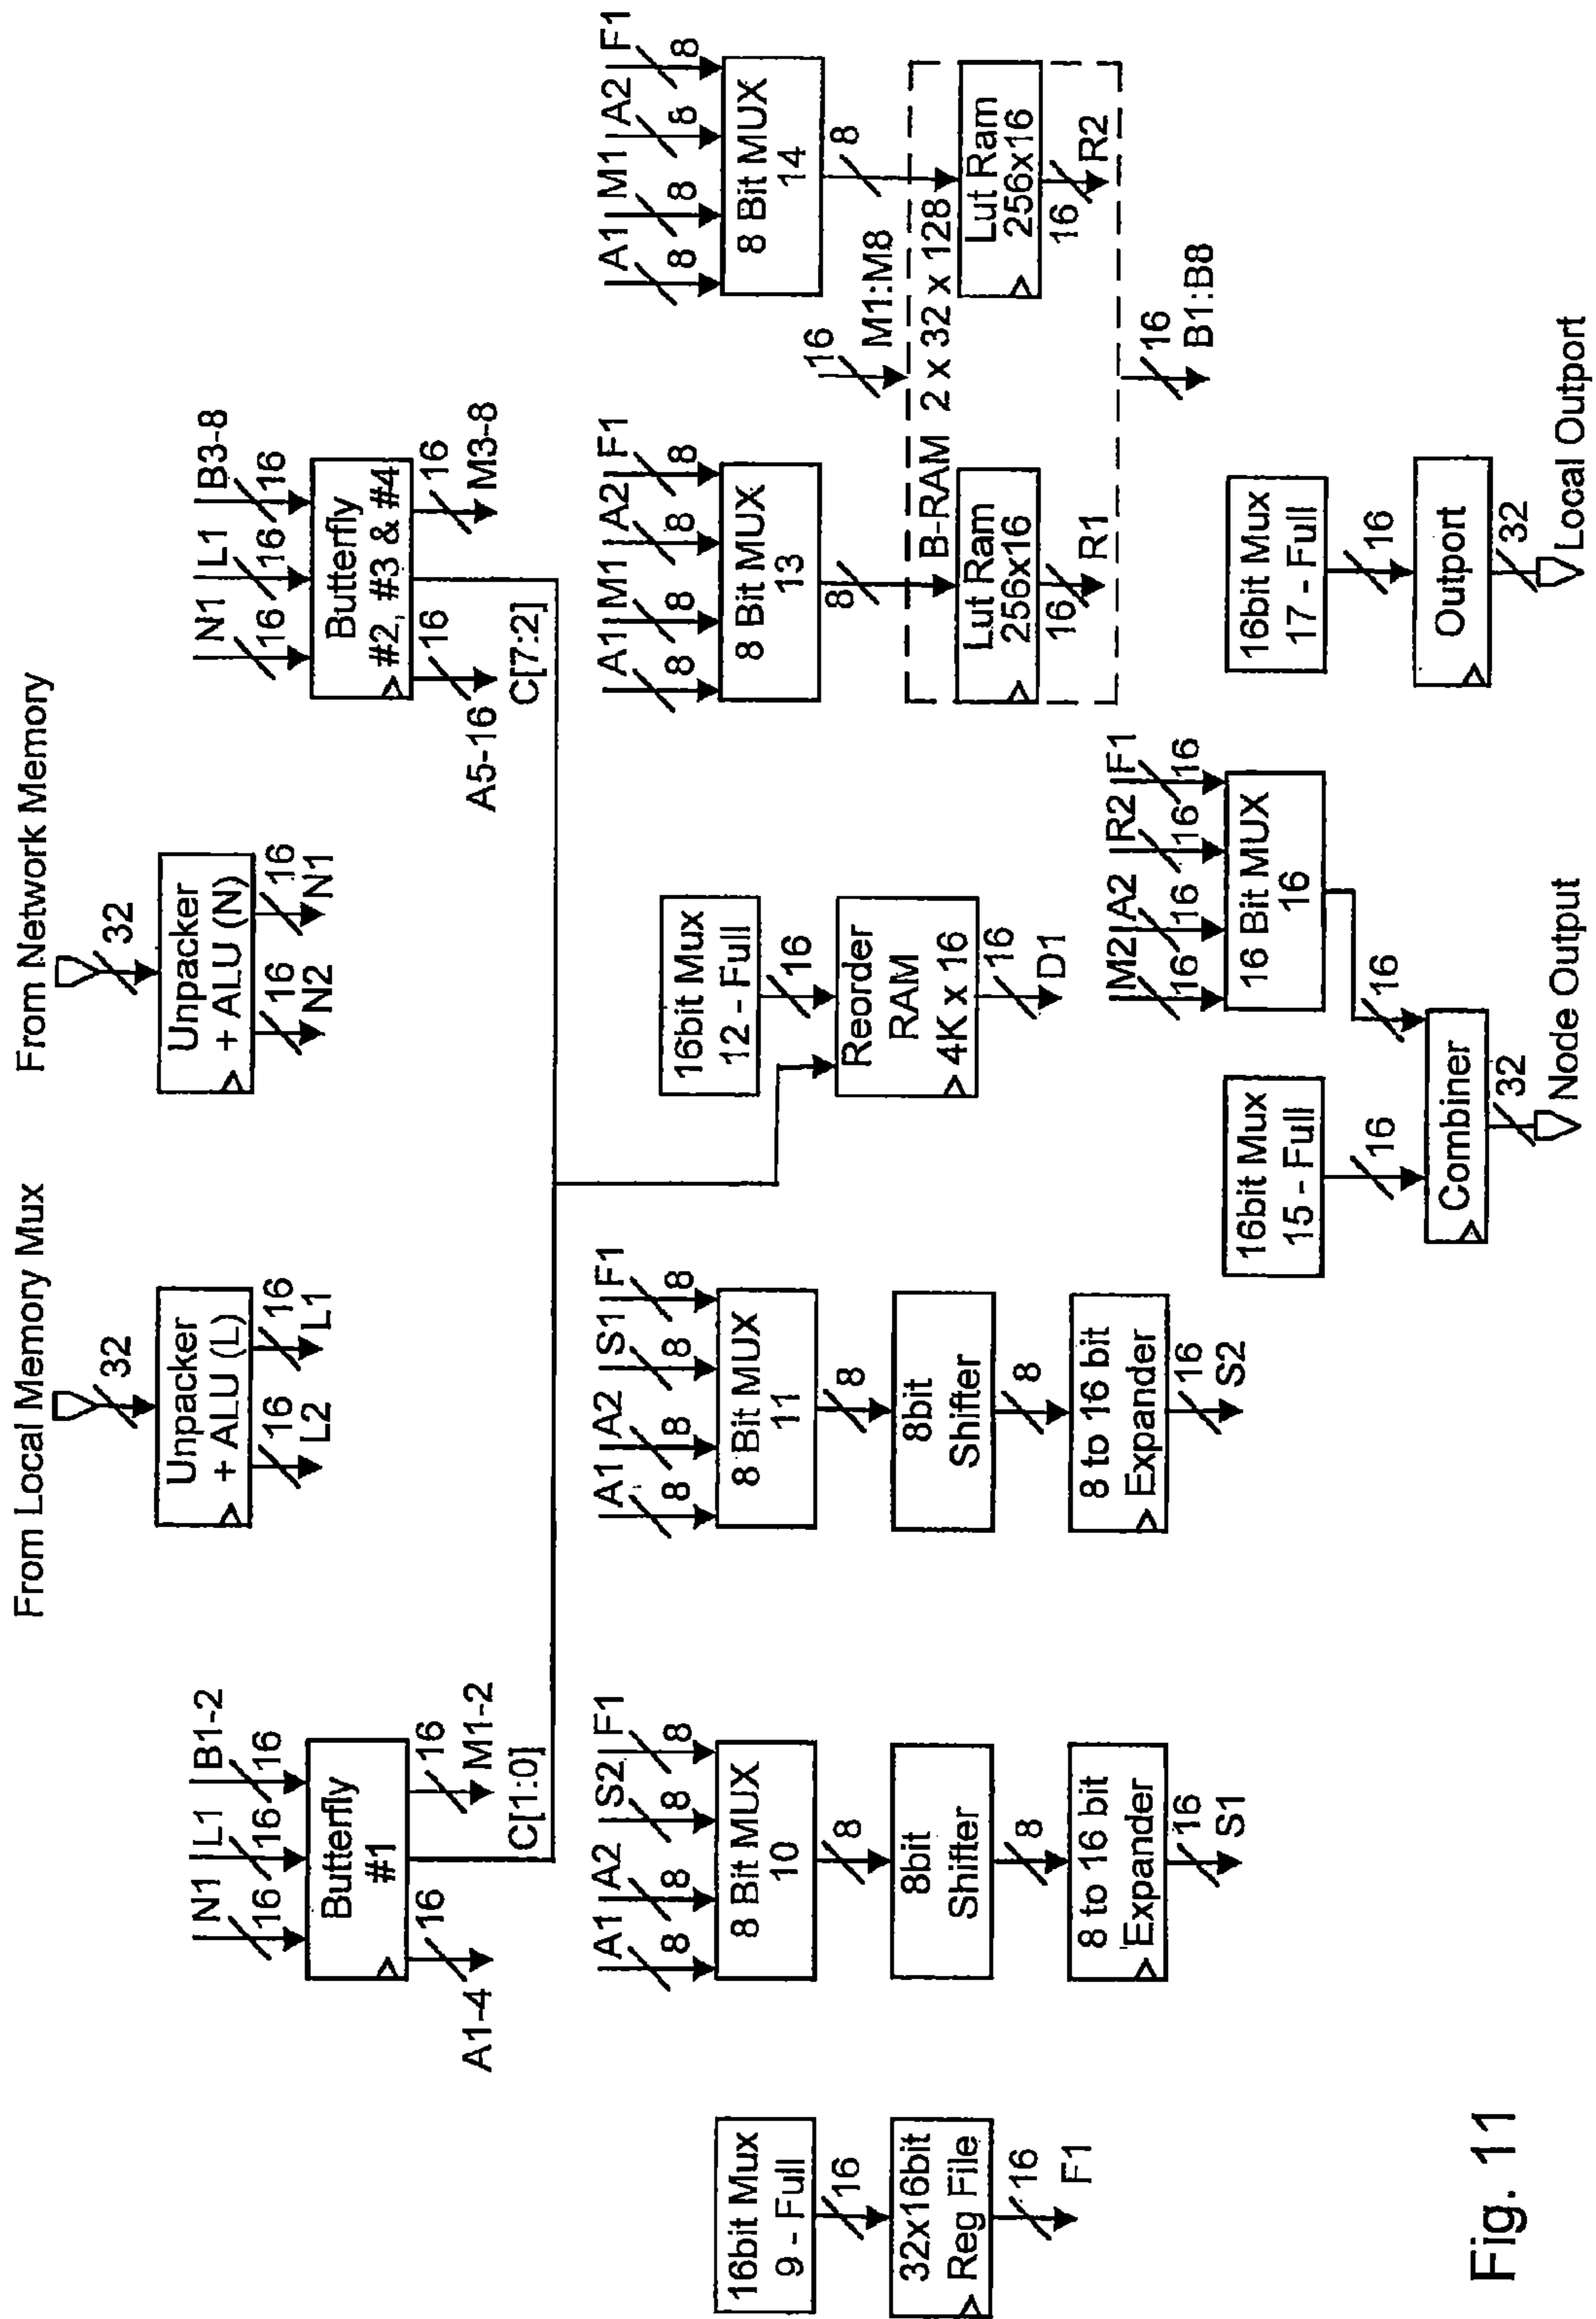 From Local Memory Mux
From Network Memory
32
Unpacker
+ ALU (L)
16
16
L2
L1
32
Unpacker
+ ALU (N)
16
16
N2
N1
N1
L1
B1-2
16
16
16
Butterfly
#1
16
16
A1-4
M1-2
C[1:0]
N1
L1
B3-8
16
16
16
Butterfly
#2, #3 & #4
16
16
A5-16
M3-8
C[7:2]
16bit Mux
9 - Full
16
32x16bit
Reg File
16
F1
A1
A2
S2
F1
8
8
8
8
8 Bit MUX
10
8
8bit
Shifter
8
8 to 16 bit
Expander
16
S1
A1
A2
S1
F1
8
8
8
8
8 Bit MUX
11
8
8bit
Shifter
8
8 to 16 bit
Expander
16
S2
16bit Mux
12 - Full
16
Reorder
RAM
4K x 16
16
D1
A1
M1
A2
F1
8
8
8
8
8 Bit MUX
13
8
A1
M1
A2
F1
8
8
8
8
8 Bit MUX
14
8
16
M1:M8
B-RAM 2 x 32 x 128
Lut Ram
256x16
16
R1
Lut Ram
256x16
16
R2
16
B1:B8
16bit Mux
15 - Full
16
M2
A2
R2
F1
16
16
16
16
16 Bit MUX
16
16
Combiner
32
Node Output
16bit Mux
17 - Full
16
Outport
32
Local Outport
Fig. 11